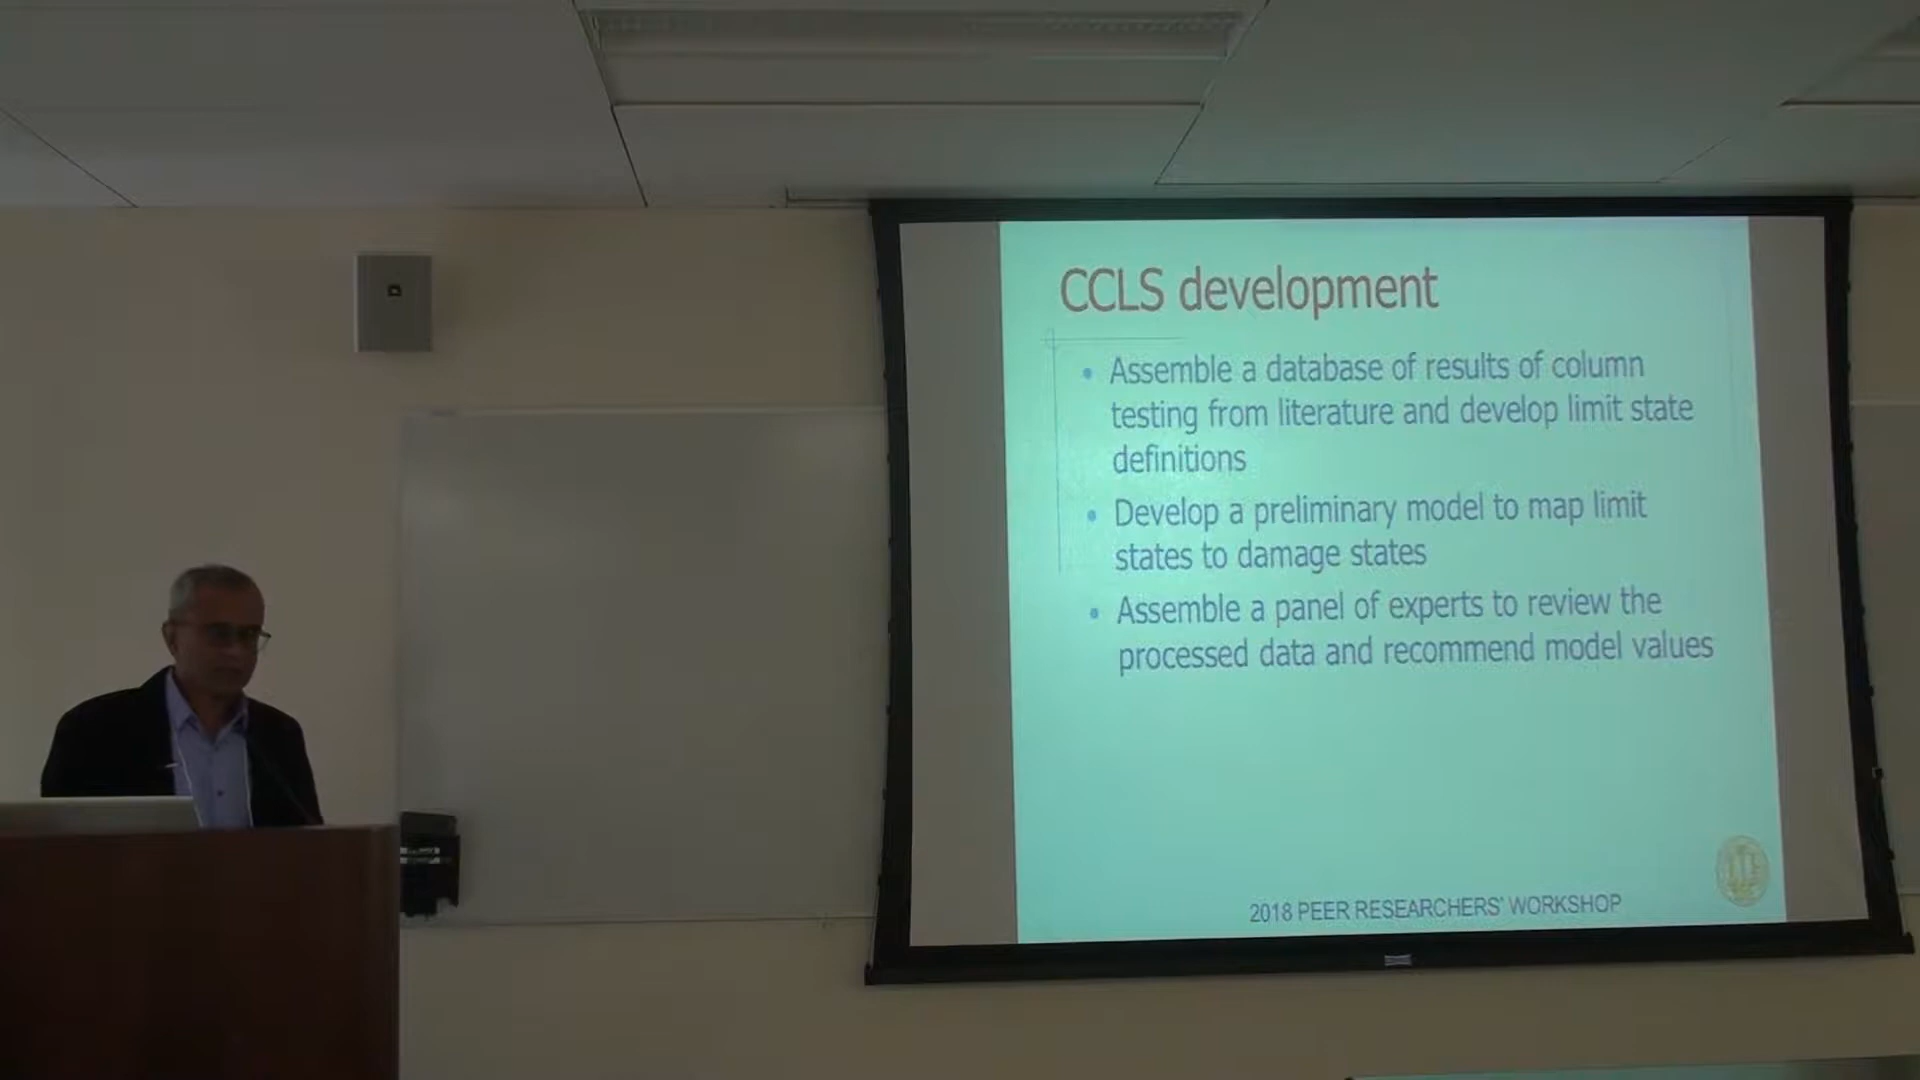 CCLS development
• Assemble a database of results of column
testing from literature and develop limit state
definitions
• Develop a preliminary model to map limit
states to damage states
• Assemble a panel of experts to review the
processed data and recommend model values
2018 PEER RESEARCHERS' WORKSHOP